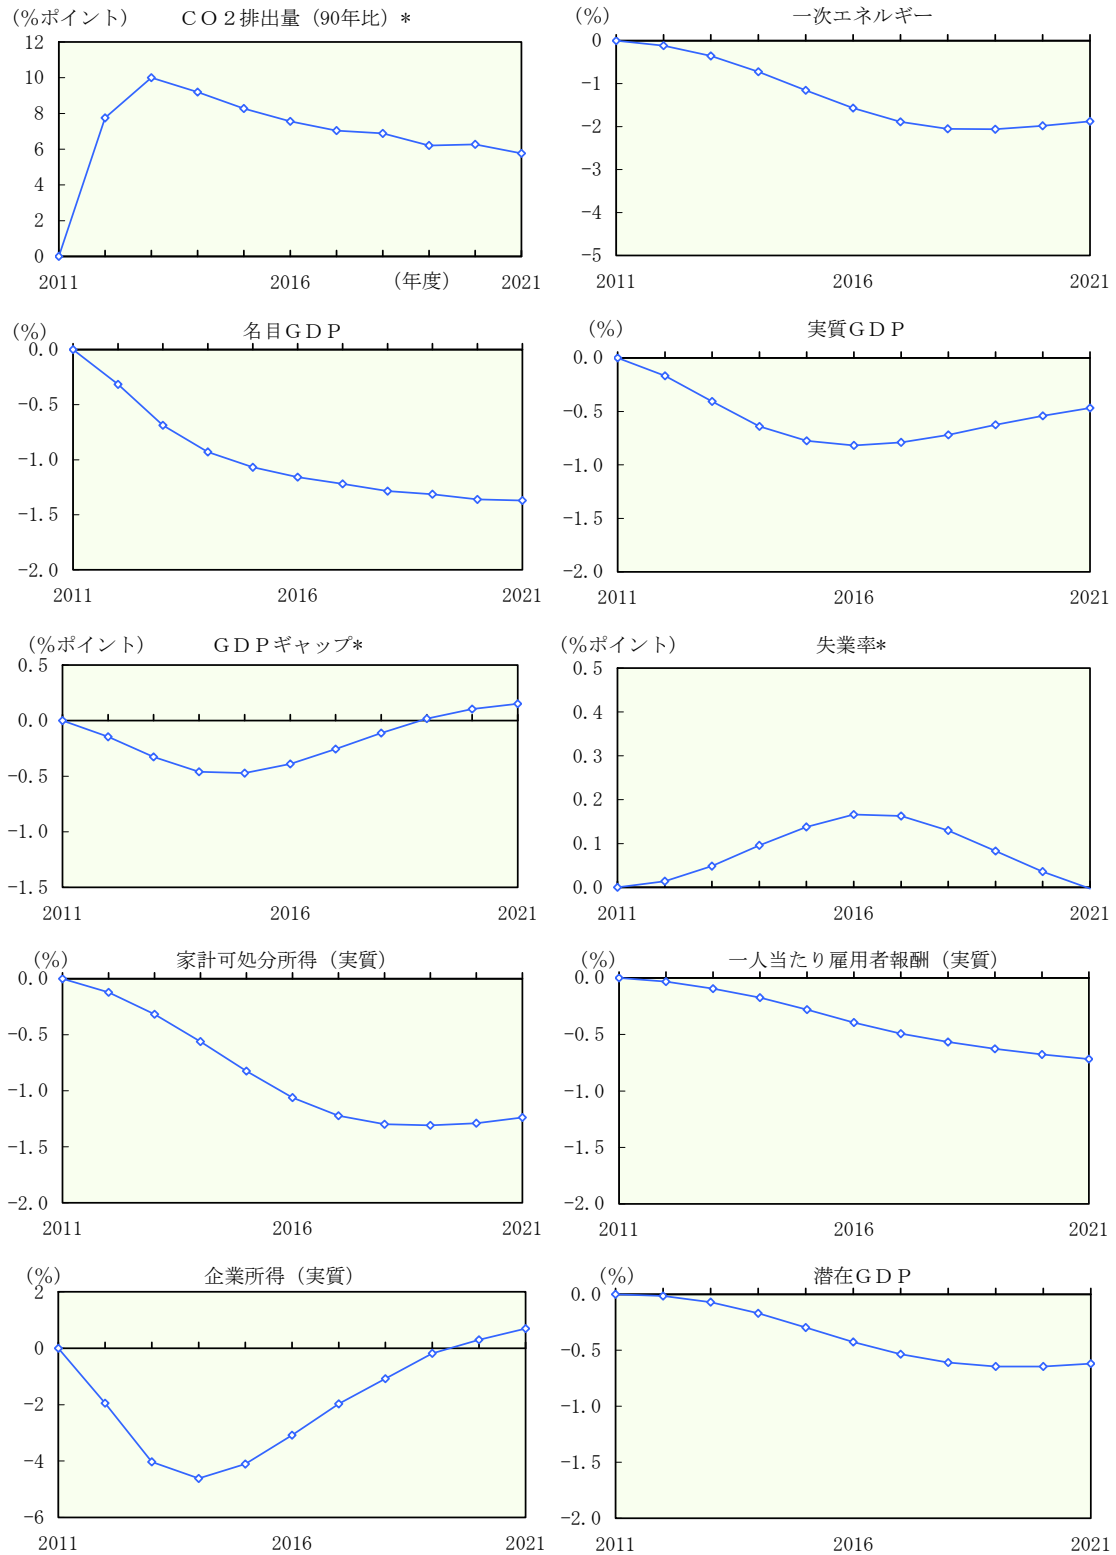 (%ポイント) ＣＯ２排出量（90年比）*
12
10
8
6
4
2
0
2011 2016 (年度) 2021
(%) 一次エネルギー
0
-1
-2
-3
-4
-5
2011 2016 2021
(%) 名目ＧＤＰ
0.0
-0.5
-1.0
-1.5
-2.0
2011 2016 2021
(%) 実質ＧＤＰ
0.0
-0.5
-1.0
-1.5
-2.0
2011 2016 2021
(%ポイント) ＧＤＰギャップ*
0.5
0.0
-0.5
-1.0
-1.5
2011 2016 2021
(%ポイント) 失業率*
0.5
0.4
0.3
0.2
0.1
0.0
2011 2016 2021
(%) 家計可処分所得（実質）
0.0
-0.5
-1.0
-1.5
-2.0
2011 2016 2021
(%) 一人当たり雇用者報酬（実質）
0.0
-0.5
-1.0
-1.5
-2.0
2011 2016 2021
(%) 企業所得（実質）
2
0
-2
-4
-6
2011 2016 2021
(%) 潜在ＧＤＰ
0.0
-0.5
-1.0
-1.5
-2.0
2011 2016 2021